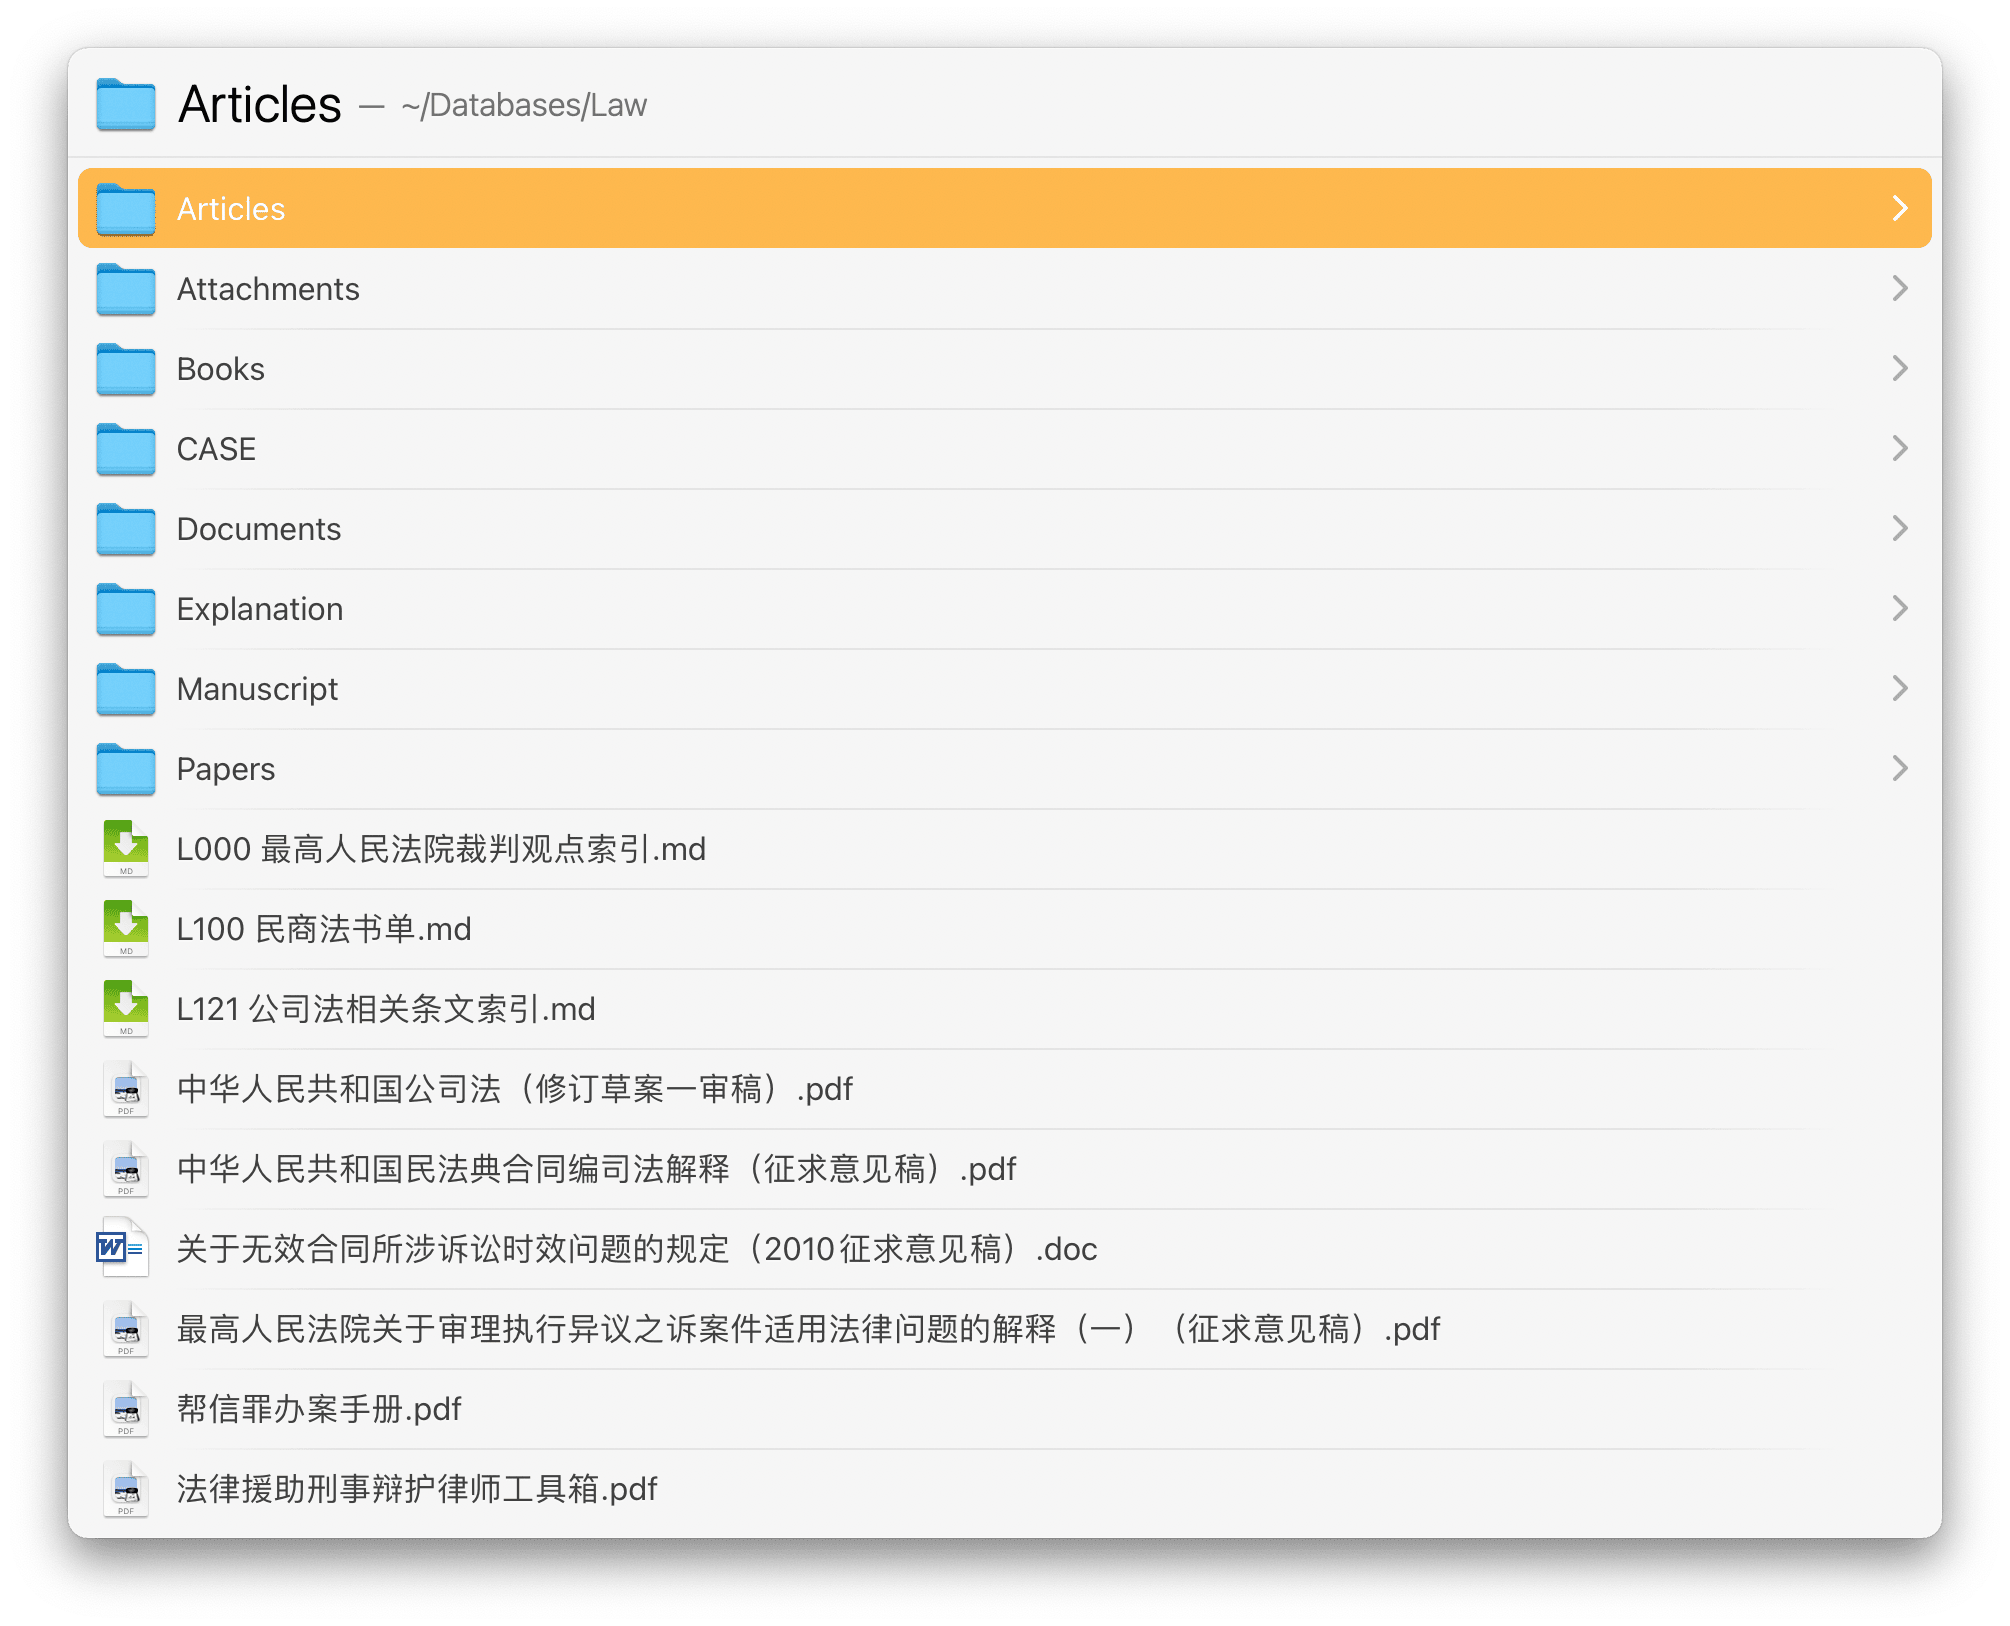 Articles — ~/Databases/Law
Articles
Attachments
Books
CASE
Documents
Explanation
Manuscript
Papers
MD
L000 最高人民法院裁判观点索引.md
MD
L100 民商法书单.md
MD
L121 公司法相关条文索引.md
PDF
中华人民共和国公司法（修订草案一审稿）.pdf
PDF
中华人民共和国民法典合同编司法解释（征求意见稿）.pdf
W
关于无效合同所涉诉讼时效问题的规定（2010征求意见稿）.doc
PDF
最高人民法院关于审理执行异议之诉案件适用法律问题的解释（一）（征求意见稿）.pdf
PDF
帮信罪办案手册.pdf
PDF
法律援助刑事辩护律师工具箱.pdf